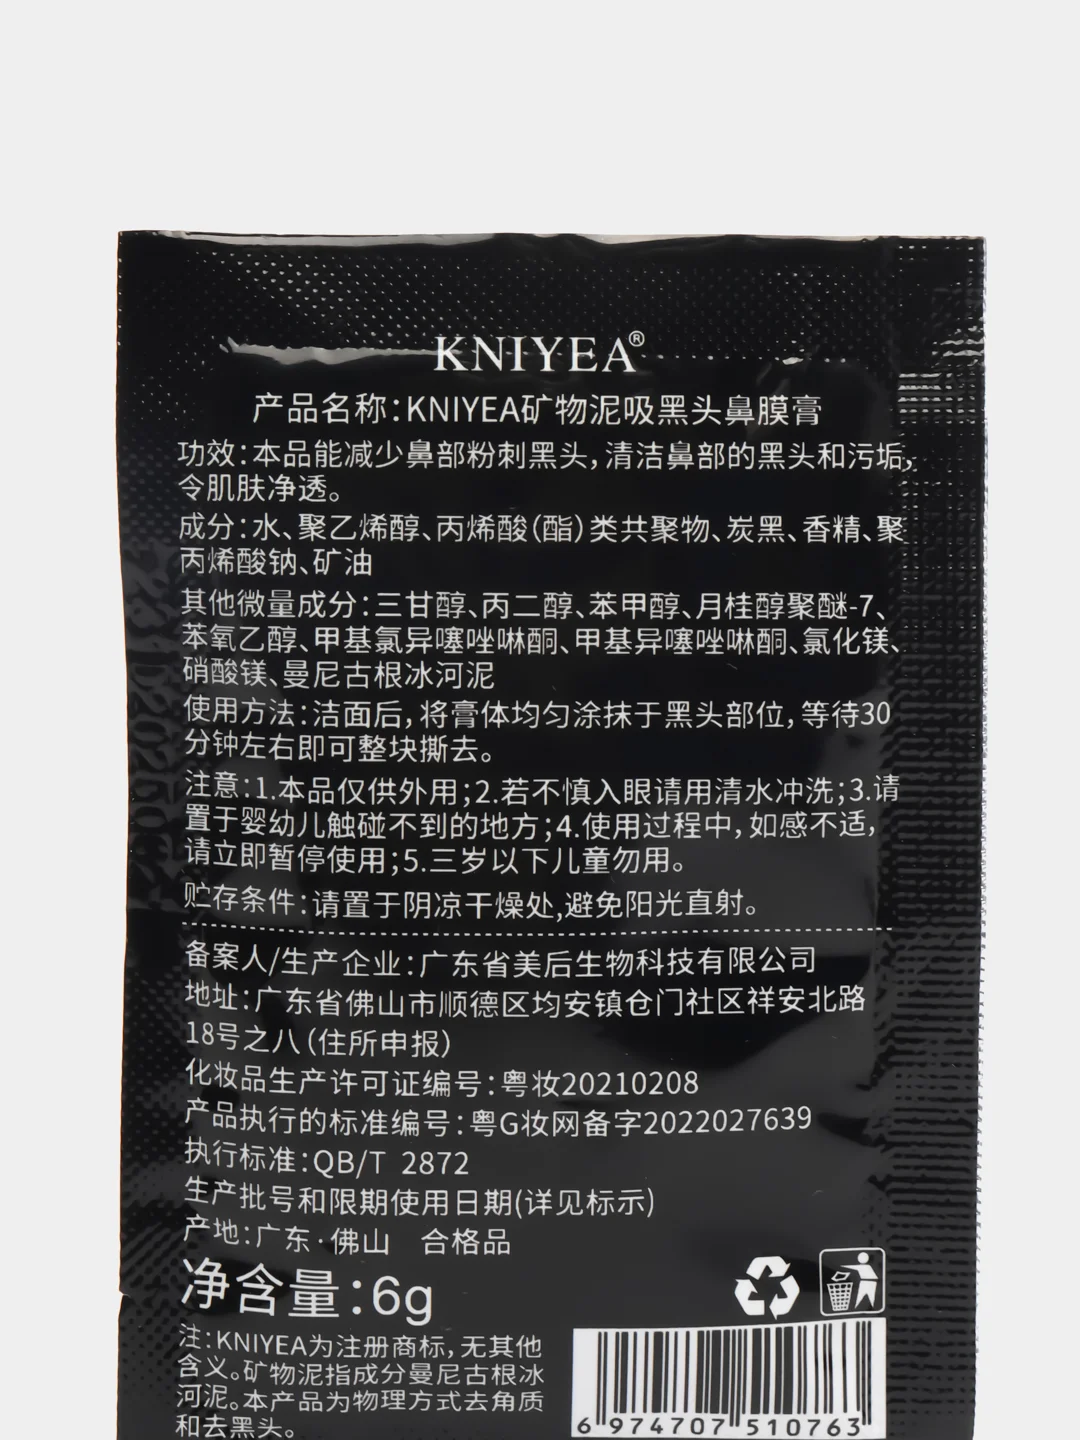 KNIYEA®
产品名称:KNIYEA矿物泥吸黑头鼻膜膏
功效:本品能减少鼻部粉刺黑头,清洁鼻部的黑头和污垢,
令肌肤净透。
成分:水、聚乙烯醇、丙烯酸(酯)类共聚物、炭黑、香精、聚
丙烯酸钠、矿油
其他微量成分:三甘醇、丙二醇、苯甲醇、月桂醇聚醚-7、
苯氧乙醇、甲基氯异噻唑啉酮、甲基异噻唑啉酮、氯化镁、
硝酸镁、曼尼古根冰河泥
使用方法:洁面后,将膏体均匀涂抹于黑头部位,等待30
分钟左右即可整块撕去。
注意:1.本品仅供外用;2.若不慎入眼请用清水冲洗;3.请
置于婴幼儿触碰不到的地方;4.使用过程中,如感不适,
请立即暂停使用;5.三岁以下儿童勿用。
贮存条件:请置于阴凉干燥处,避免阳光直射。
备案人/生产企业:广东省美后生物科技有限公司
地址:广东省佛山市顺德区均安镇仓门社区祥安北路
18号之八(住所申报)
化妆品生产许可证编号:粤妆20210208
产品执行的标准编号:粤G妆网备字2022027639
执行标准:QB/T 2872
生产批号和限期使用日期(详见标示)
产地:广东·佛山 合格品
净含量:6g
注:KNIYEA为注册商标,无其他
含义。矿物泥指成分曼尼古根冰
河泥。本产品为物理方式去角质
和去黑头。
6 974707 510763